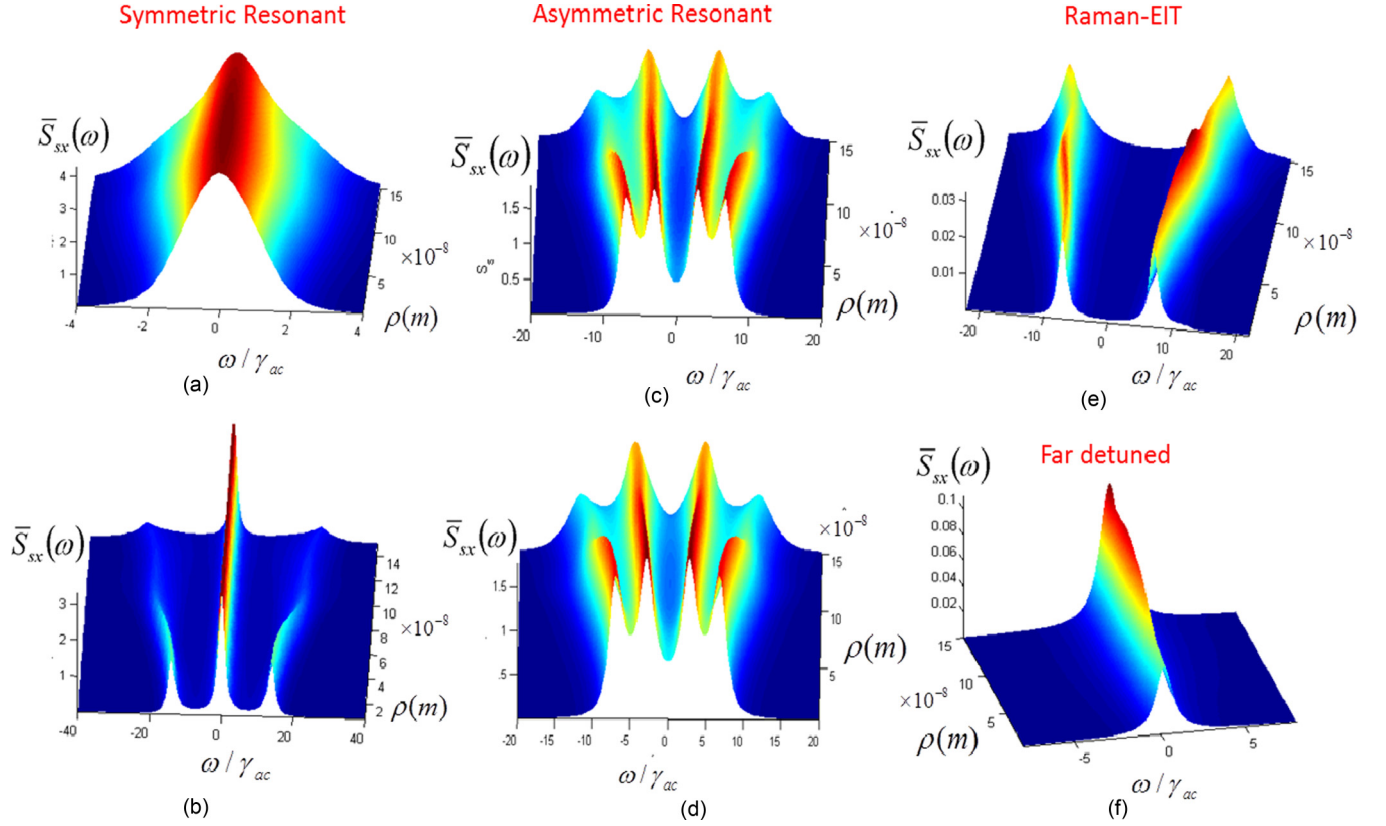 Symmetric Resonant
Asymmetric Resonant
Raman-EIT
S̅sx(ω)
4
3
2
1
-4
-2
0
2
4
15
10
5
×10⁻⁸
ρ(m)
ω / γac
(a)
S̅sx(ω)
1.5
1
0.5
Ss
-20
-10
0
10
20
15
10
5
×10⁻⁸
ρ(m)
ω / γac
(c)
S̅sx(ω)
0.03
0.02
0.01
-20
-10
0
10
20
15
10
5
×10⁻⁸
ρ(m)
ω / γac
(e)
S̅sx(ω)
3
2
1
-40
-20
0
20
40
14
12
10
8
6
4
2
×10⁻⁸
ρ(m)
ω / γac
(b)
S̅sx(ω)
1.5
1
.5
-20
-15
-10
-5
0
5
10
15
20
15
10
5
×10⁻⁸
ρ(m)
ω / γac
(d)
Far detuned
S̅sx(ω)
0.1
0.08
0.06
0.04
0.02
15
10
5
×10⁻⁸
ρ(m)
-5
0
5
ω / γac
(f)